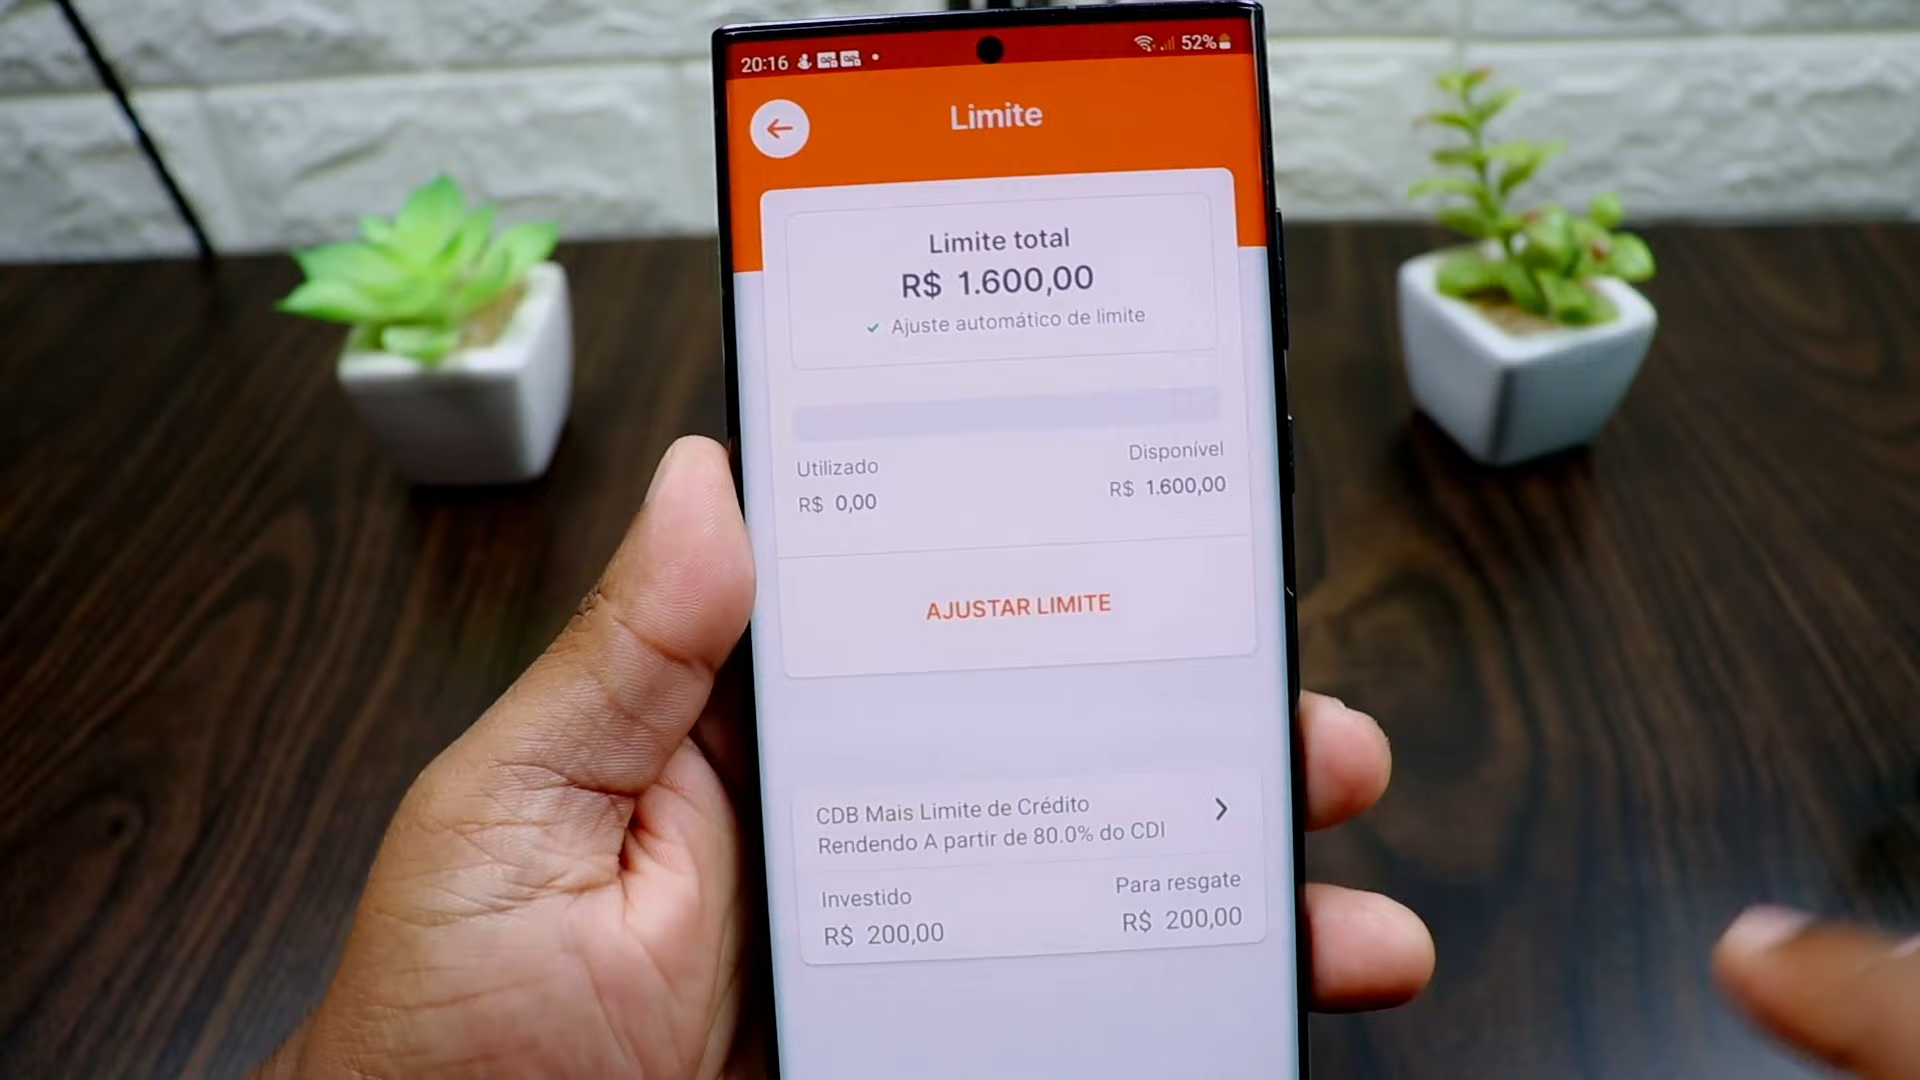 20:16
52%
Limite
Limite total
R$ 1.600,00
Ajuste automático de limite
Utilizado
Disponível
R$ 0,00
R$ 1.600,00
AJUSTAR LIMITE
CDB Mais Limite de Crédito
Rendendo A partir de 80.0% do CDI
Investido
Para resgate
R$ 200,00
R$ 200,00